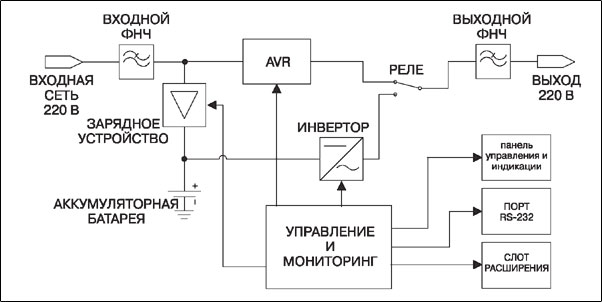 ВХОДНОЙ
ФНЧ
ВЫХОДНОЙ
ФНЧ
AVR
РЕЛЕ
ВХОДНАЯ
СЕТЬ
220 В
ВЫХОД
220 В
ЗАРЯДНОЕ
УСТРОЙСТВО
ИНВЕРТОР
+
АККУМУЛЯТОРНАЯ
БАТАРЕЯ
УПРАВЛЕНИЕ
И
МОНИТОРИНГ
панель
управления и
индикации
ПОРТ
RS-232
СЛОТ
РАСШИРЕНИЯ